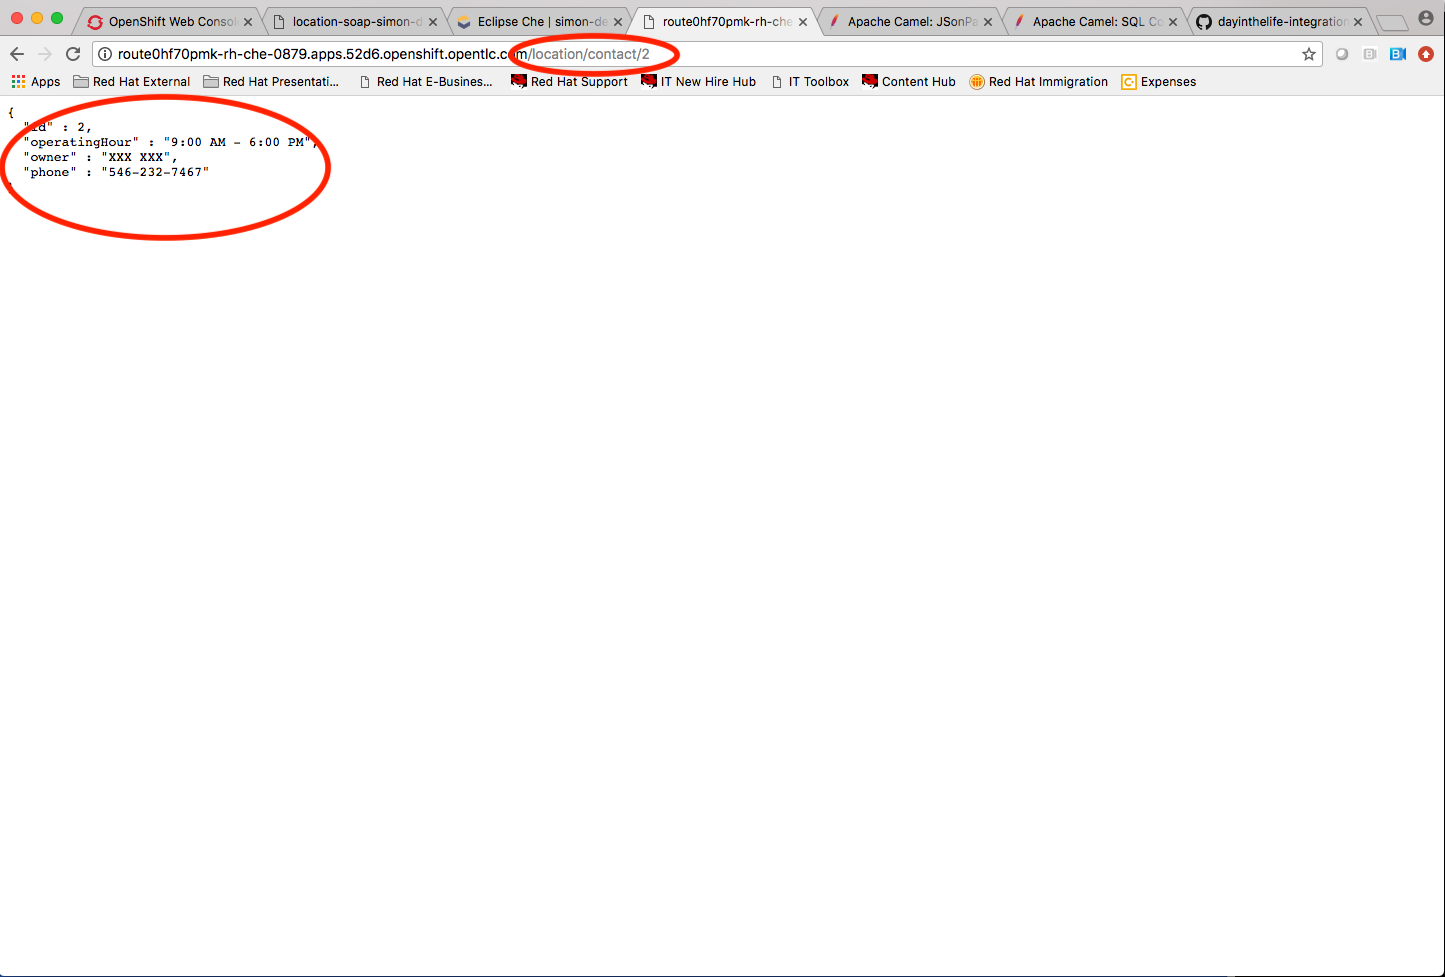 OpenShift Web Consol
location-soap-simon-d
Eclipse Che | simon-de
route0hf70pmk-rh-che
Apache Camel: JSonPa
Apache Camel: SQL Co
dayinthelife-integration
route0hf70pmk-rh-che-0879.apps.52d6.openshift.opentlc.com/location/contact/2
Apps
Red Hat External
Red Hat Presentati...
Red Hat E-Busines...
Red Hat Support
IT New Hire Hub
IT Toolbox
Content Hub
Red Hat Immigration
Expenses
{
"id" : 2,
"operatingHour" : "9:00 AM - 6:00 PM",
"owner" : "XXX XXX",
"phone" : "546-232-7467"
}